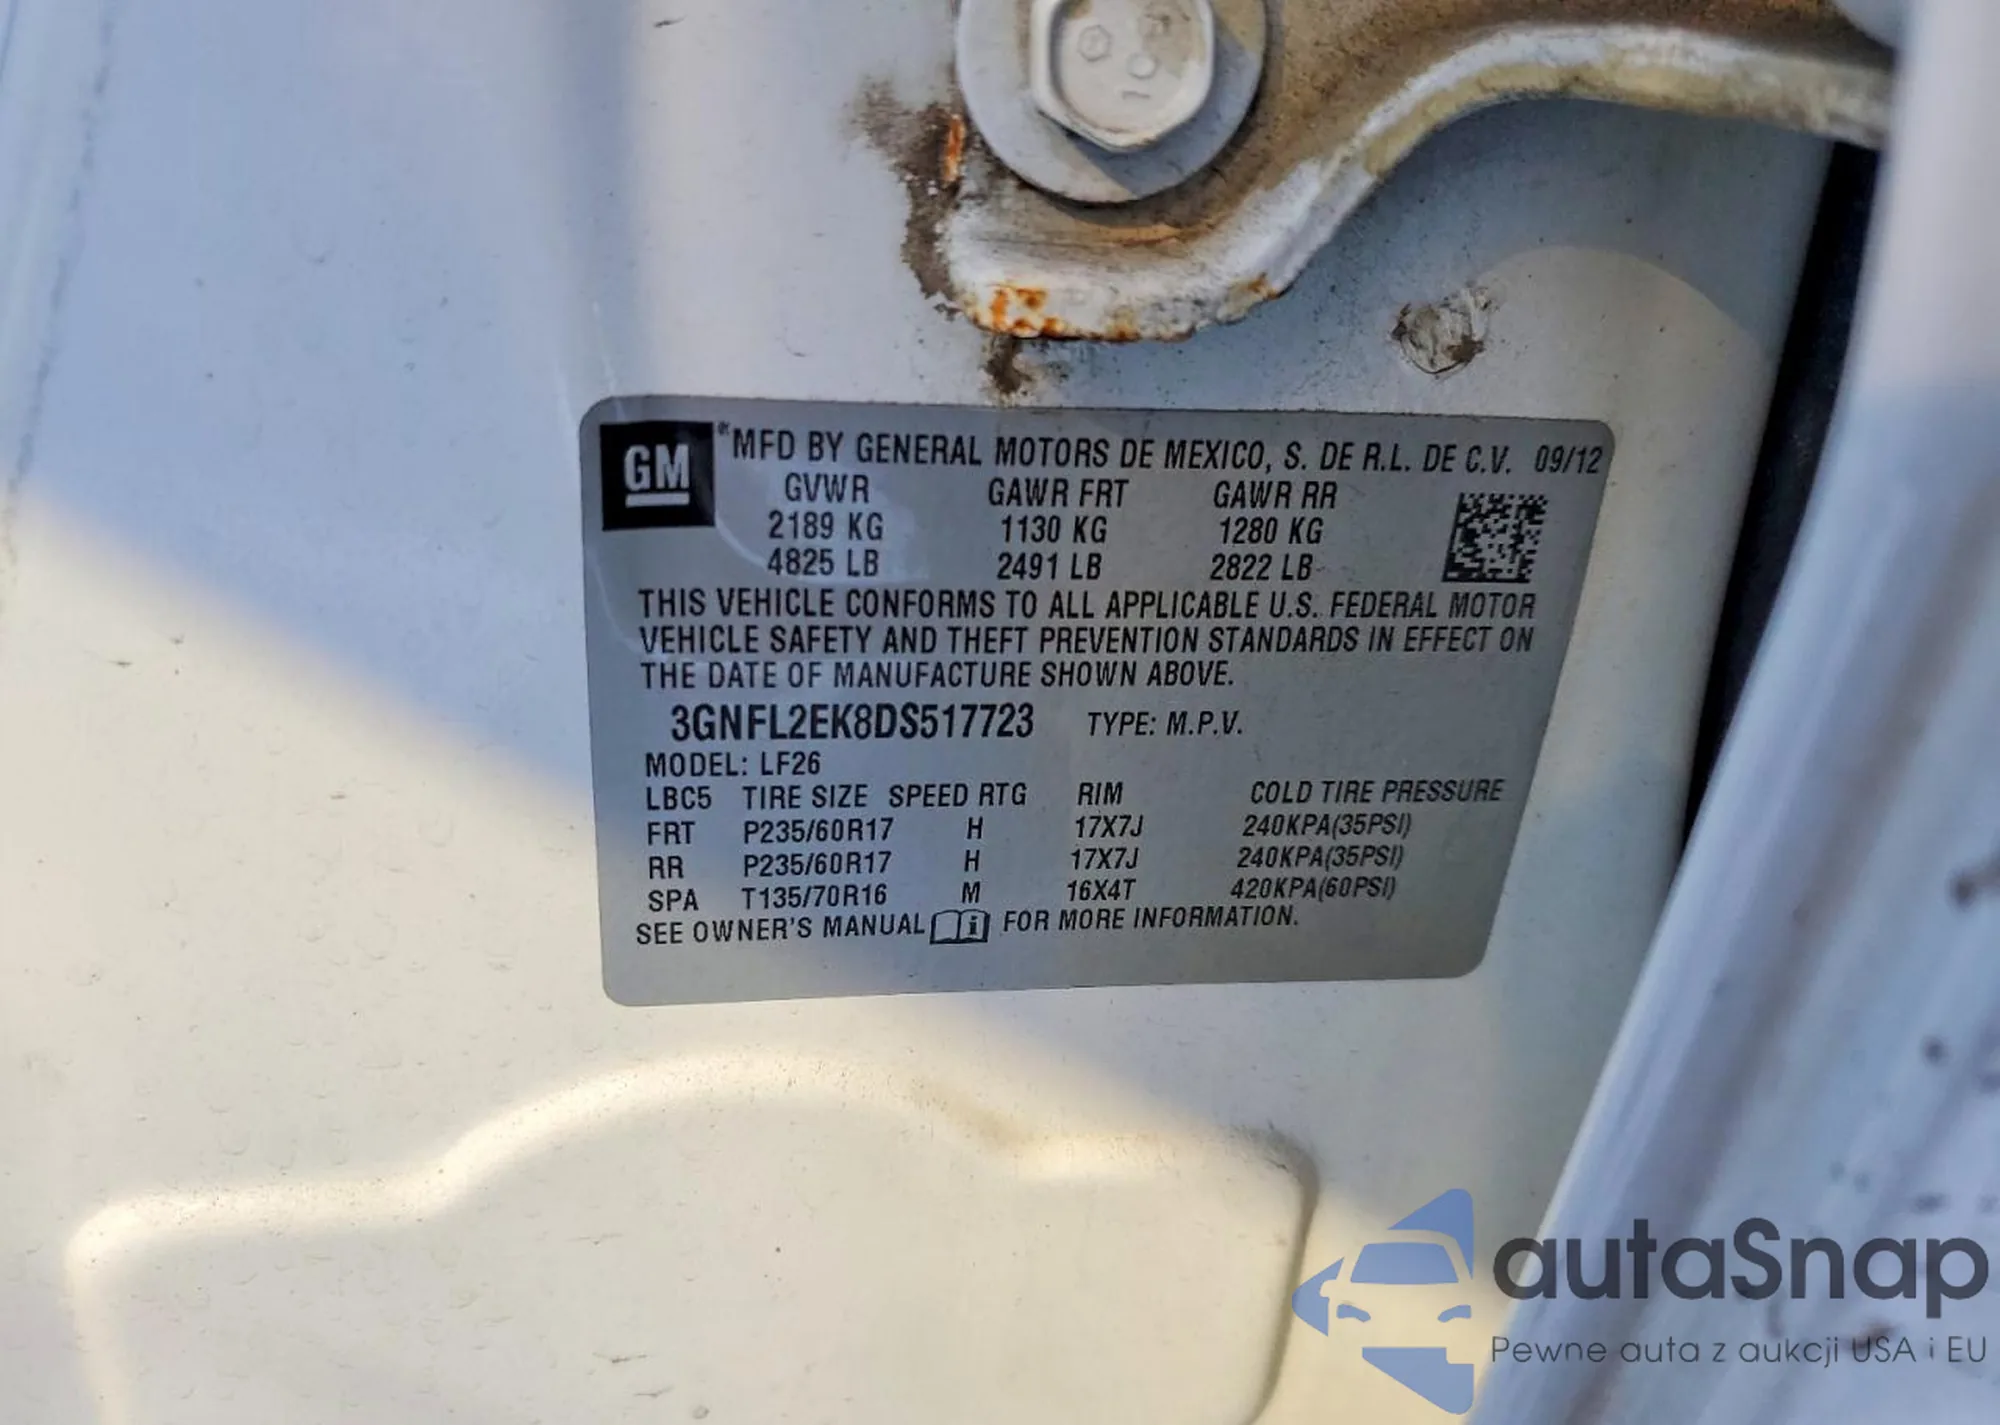 GM
MFD BY GENERAL MOTORS DE MEXICO, S. DE R.L. DE C.V. 09/12
GVWR GAWR FRT GAWR RR
2189 KG 1130 KG 1280 KG
4825 LB 2491 LB 2822 LB
THIS VEHICLE CONFORMS TO ALL APPLICABLE U.S. FEDERAL MOTOR
VEHICLE SAFETY AND THEFT PREVENTION STANDARDS IN EFFECT ON
THE DATE OF MANUFACTURE SHOWN ABOVE.
3GNFL2EK8DS517723 TYPE: M.P.V.
MODEL: LF26
LBC5 TIRE SIZE SPEED RTG RIM COLD TIRE PRESSURE
FRT P235/60R17 H 17X7J 240KPA(35PSI)
RR P235/60R17 H 17X7J 240KPA(35PSI)
SPA T135/70R16 M 16X4T 420KPA(60PSI)
SEE OWNER'S MANUAL FOR MORE INFORMATION.
autaSnap
Pewne auta z aukcji USA i EU